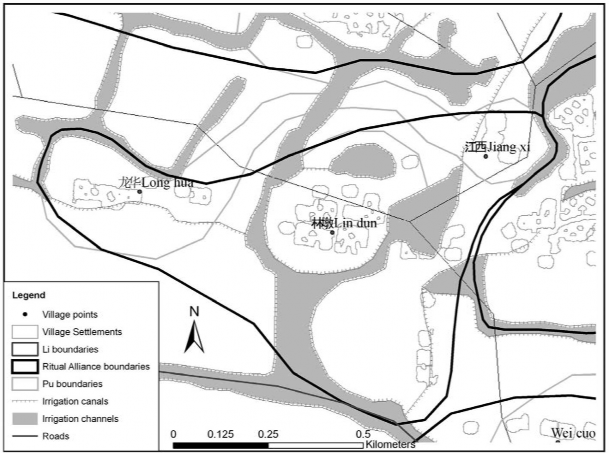 江西Jiang xi
龙华Long hua
林墩Lin dun
Legend
Village points
Village Settlements
Li boundaries
Ritual Alliance boundaries
Pu boundaries
Irrigation canals
Irrigation channels
Roads
N
0 0.125 0.25 0.5
Kilometers
Wei cuo